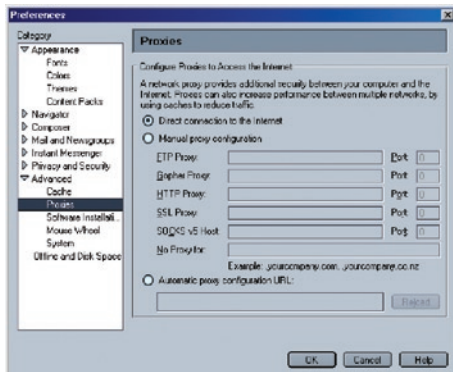 Preferences
Category
Appearance
Fonts
Colors
Themes
Content Packs
Navigator
Composer
Mail and Newsgroups
Instant Messenger
Privacy and Security
Advanced
Cache
Proxies
Software Installati..
Mouse Wheel
System
Offline and Disk Space
Proxies
Configure Proxies to Access the Internet
A network proxy provides additional security between your computer and the
Internet. Proxies can also increase performance between multiple networks, by
using caches to reduce traffic.
Direct connection to the Internet
Manual proxy configuration
FTP Proxy: Port: 0
Gopher Proxy: Port: 0
HTTP Proxy: Port: 0
SSL Proxy: Port: 0
SOCKS v5 Host: Port: 0
No Proxy for:
Example: .yourcompany.com, .yourcompany.co.nz
Automatic proxy configuration URL:
Reload
OK Cancel Help